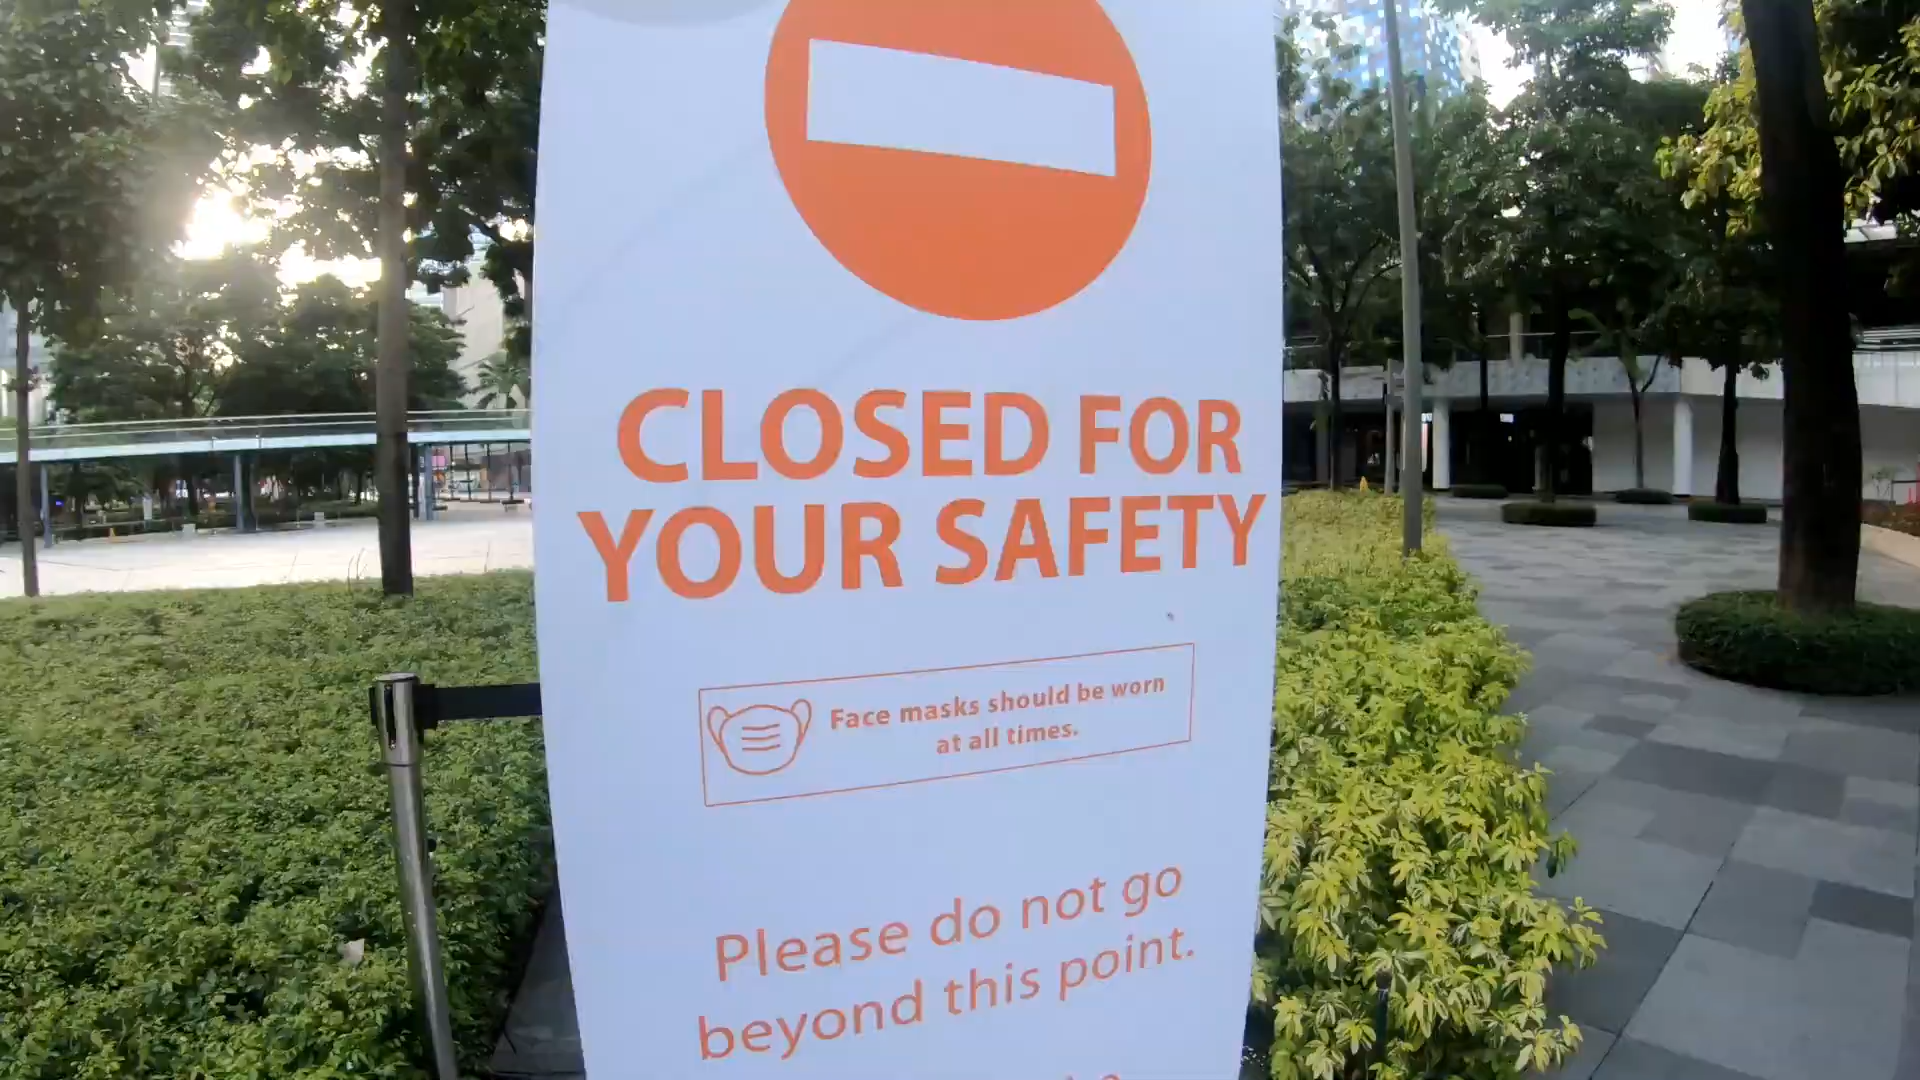 CLOSED FOR
YOUR SAFETY
Face masks should be worn
at all times.
Please do not go
beyond this point.